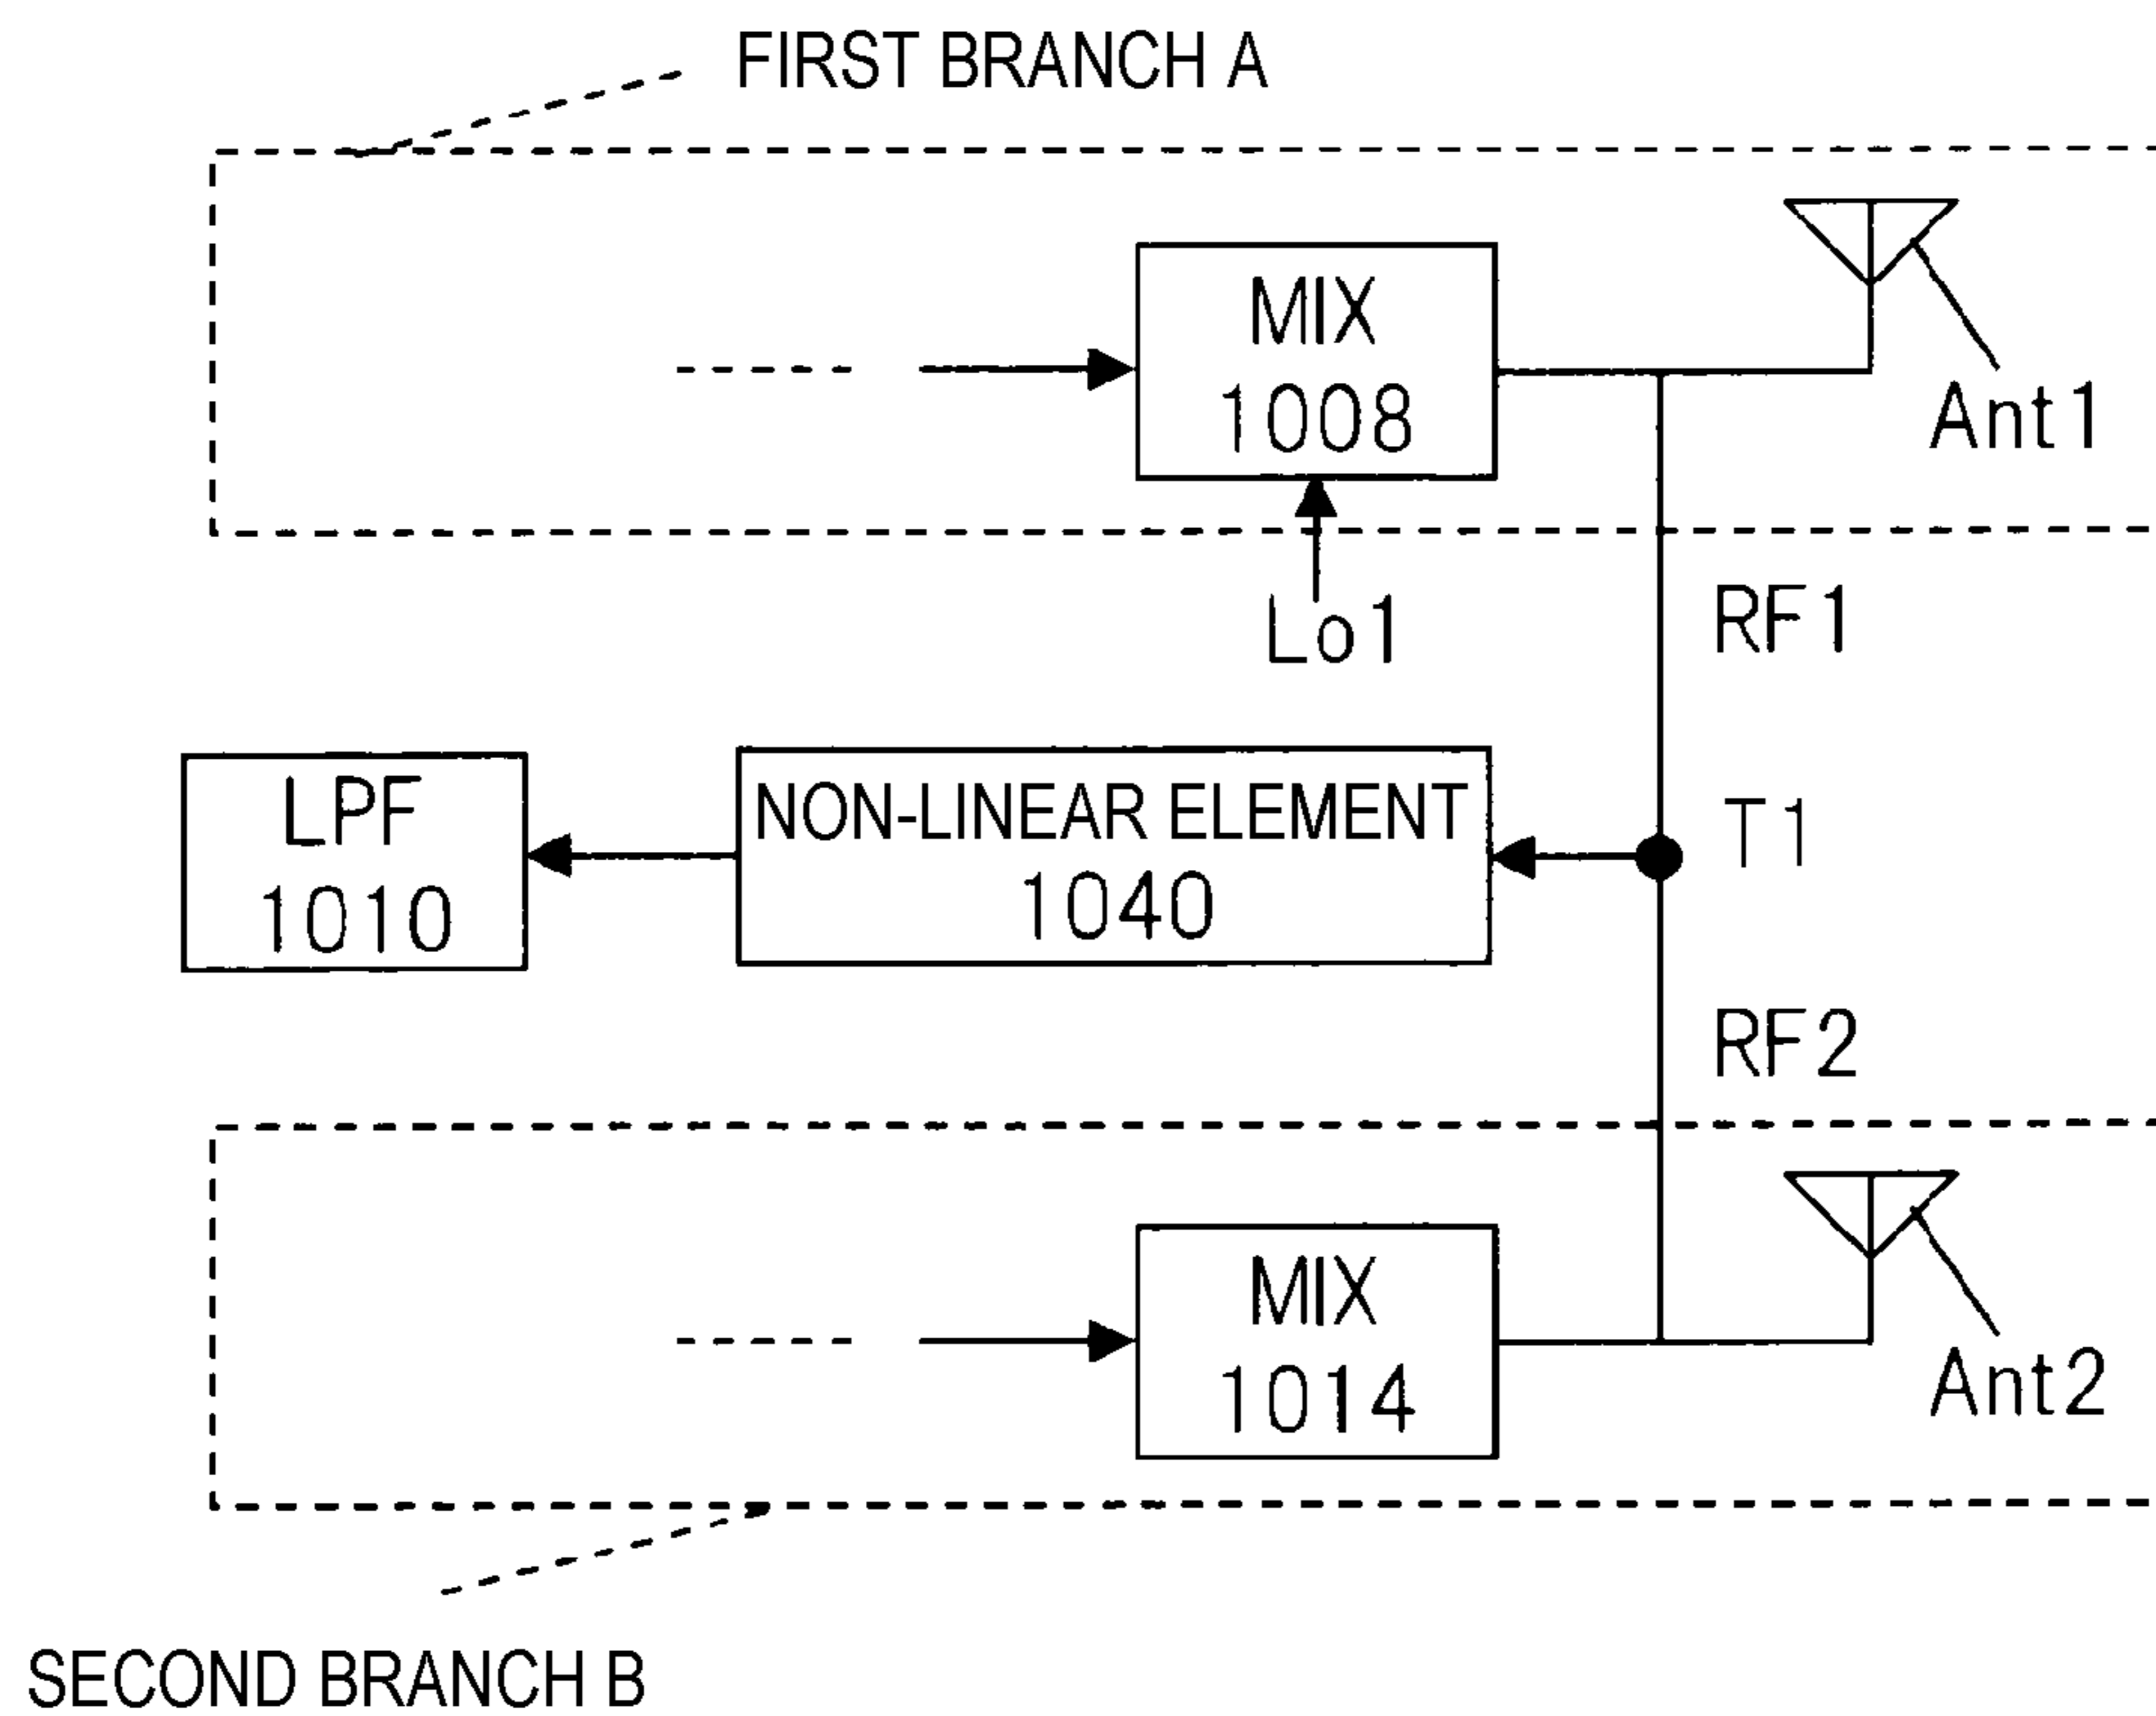 FIRST BRANCH A
MIX
1008
Ant1
Lo1
RF1
LPF
1010
NON-LINEAR ELEMENT
1040
T1
RF2
MIX
1014
Ant2
SECOND BRANCH B